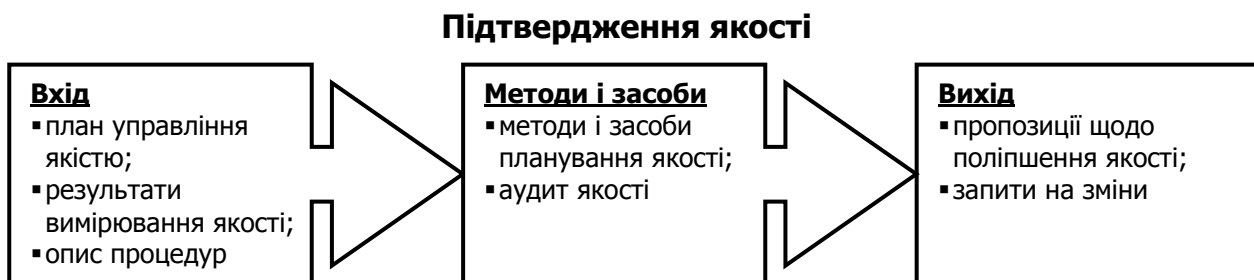 Підтвердження якості
Вхід
▪план управління
якістю;
▪результати
вимірювання якості;
▪опис процедур
Методи і засоби
▪методи і засоби
планування якості;
▪аудит якості
Вихід
▪пропозиції щодо
поліпшення якості;
▪запити на зміни